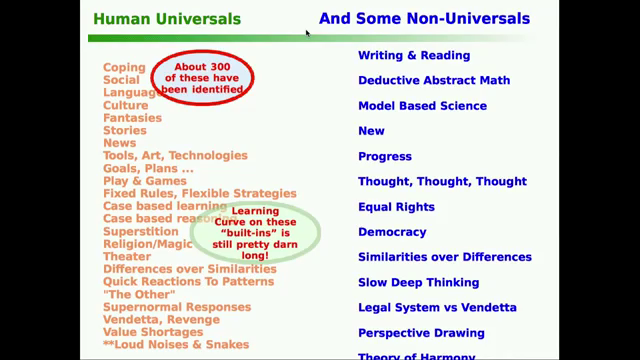 Human Universals
And Some Non-Universals
About 300
of these have
been identified
Coping
Social
Language
Culture
Fantasies
Stories
News
Tools, Art, Technologies
Goals, Plans ...
Play & Games
Fixed Rules, Flexible Strategies
Case based learning
Case based reasoning
Superstition
Religion/Magic
Theater
Differences over Similarities
Quick Reactions To Patterns
"The Other"
Supernormal Responses
Vendetta, Revenge
Value Shortages
**Loud Noises & Snakes
Learning
Curve on these
“built-ins” is
still pretty darn
long!
Writing & Reading
Deductive Abstract Math
Model Based Science
New
Progress
Thought, Thought, Thought
Equal Rights
Democracy
Similarities over Differences
Slow Deep Thinking
Legal System vs Vendetta
Perspective Drawing
Theory of Harmony